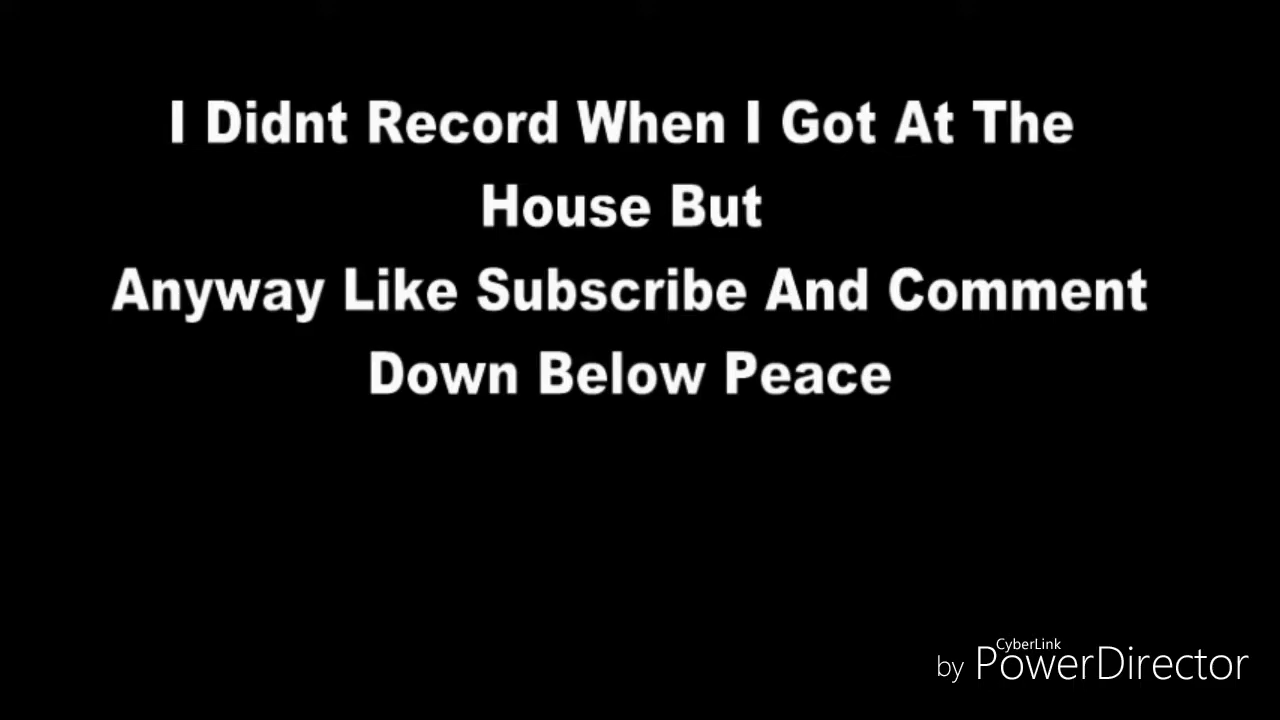 I Didnt Record When I Got At The
House But
Anyway Like Subscribe And Comment
Down Below Peace
CyberLink
by PowerDirector